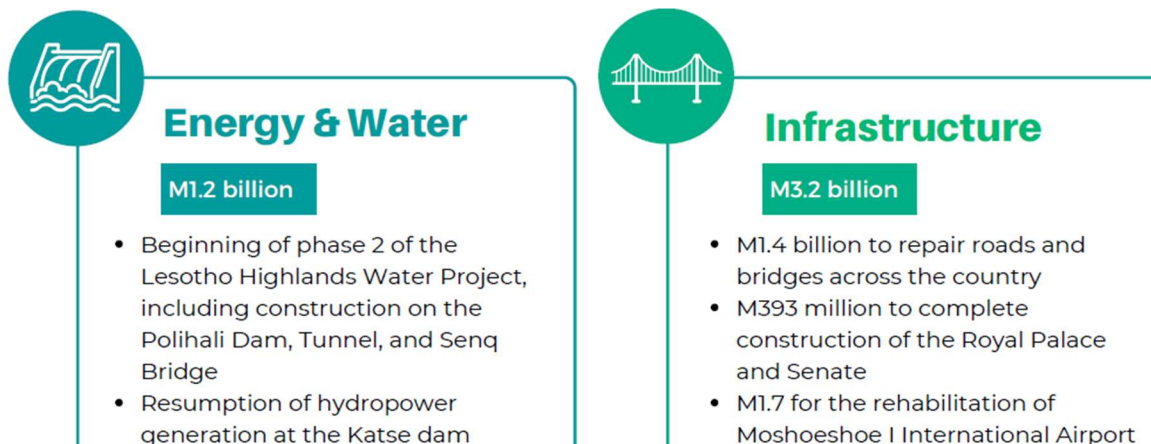 Energy & Water
M1.2 billion
• Beginning of phase 2 of the
Lesotho Highlands Water Project,
including construction on the
Polihali Dam, Tunnel, and Senq
Bridge
• Resumption of hydropower
generation at the Katse dam
Infrastructure
M3.2 billion
• M1.4 billion to repair roads and
bridges across the country
• M393 million to complete
construction of the Royal Palace
and Senate
• M1.7 for the rehabilitation of
Moshoeshoe I International Airport